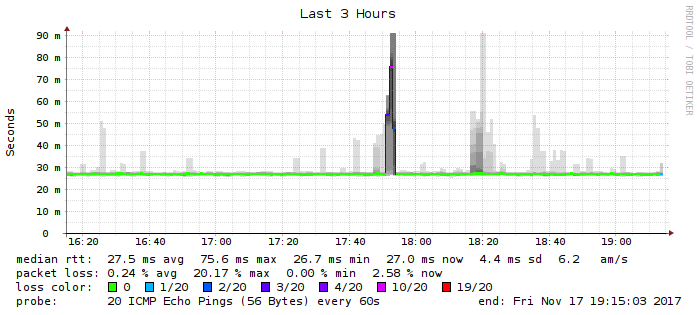 Last 3 Hours
RRDTOOL / TOBI OETIKER
Seconds
90 m
80 m
70 m
60 m
50 m
40 m
30 m
20 m
10 m
0
16:20 16:40 17:00 17:20 17:40 18:00 18:20 18:40 19:00
median rtt: 27.5 ms avg 75.6 ms max 26.7 ms min 27.0 ms now 4.4 ms sd 6.2 am/s
packet loss: 0.24 % avg 20.17 % max 0.00 % min 2.58 % now
loss color: 0 1/20 2/20 3/20 4/20 10/20 19/20
probe: 20 ICMP Echo Pings (56 Bytes) every 60s end: Fri Nov 17 19:15:03 2017